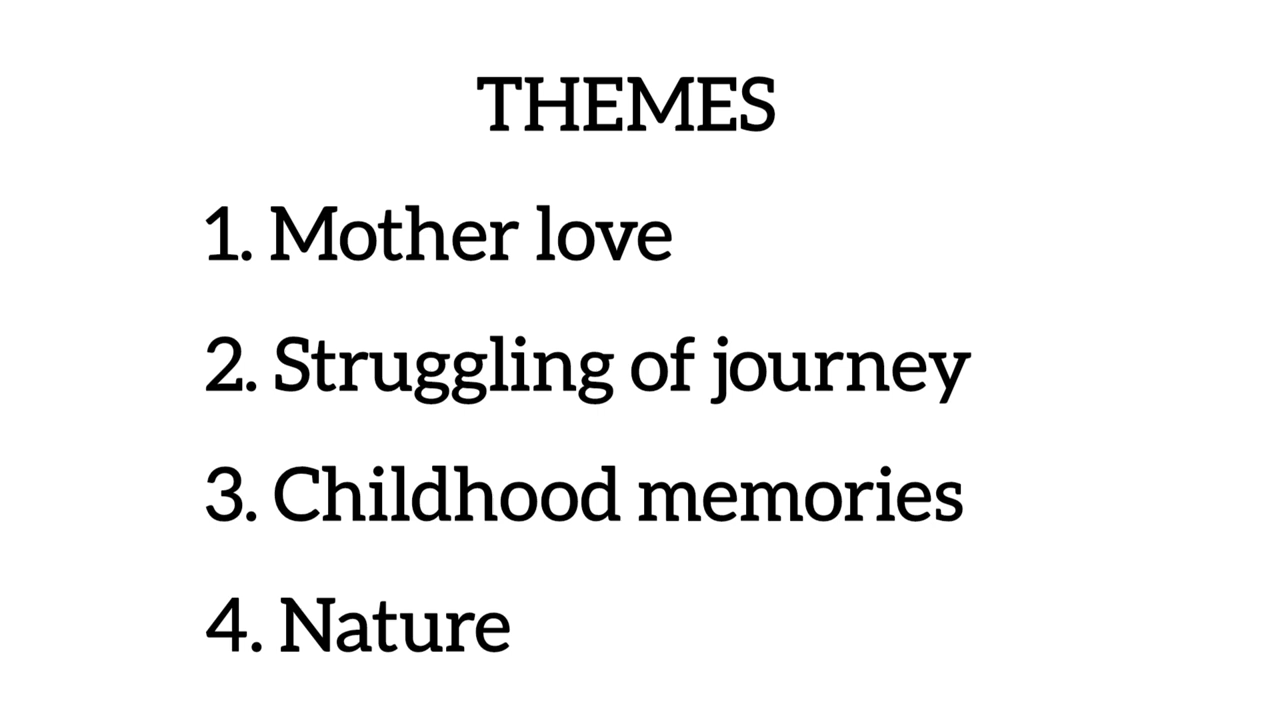 THEMES
1. Mother love
2. Struggling of journey
3. Childhood memories
4. Nature